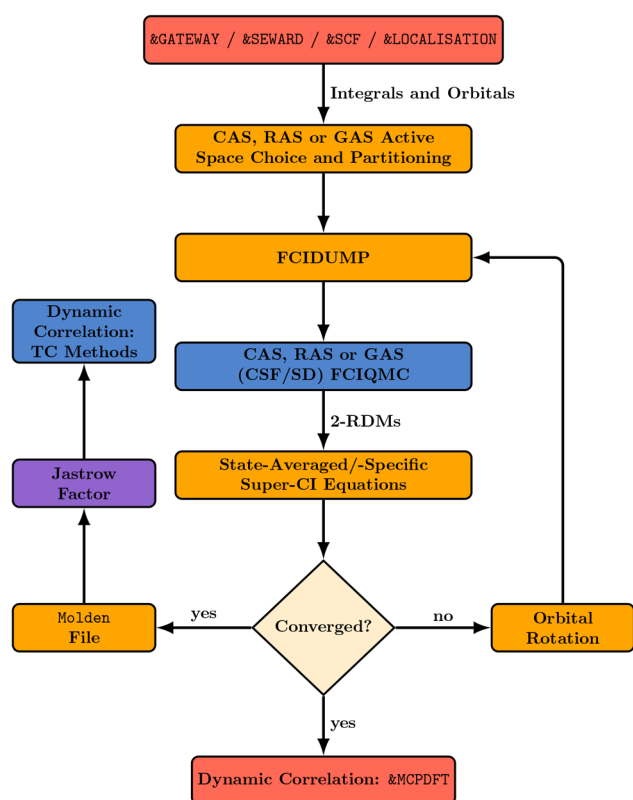 &GATEWAY / &SEWARD / &SCF / &LOCALISATION
Integrals and Orbitals
CAS, RAS or GAS Active
Space Choice and Partitioning
FCIDUMP
Dynamic
Correlation:
TC Methods
CAS, RAS or GAS
(CSF/SD) FCIQMC
2-RDMs
State-Averaged/-Specific
Super-CI Equations
Jastrow
Factor
Molden
File
yes
Converged?
no
Orbital
Rotation
yes
Dynamic Correlation: &MCPDFT